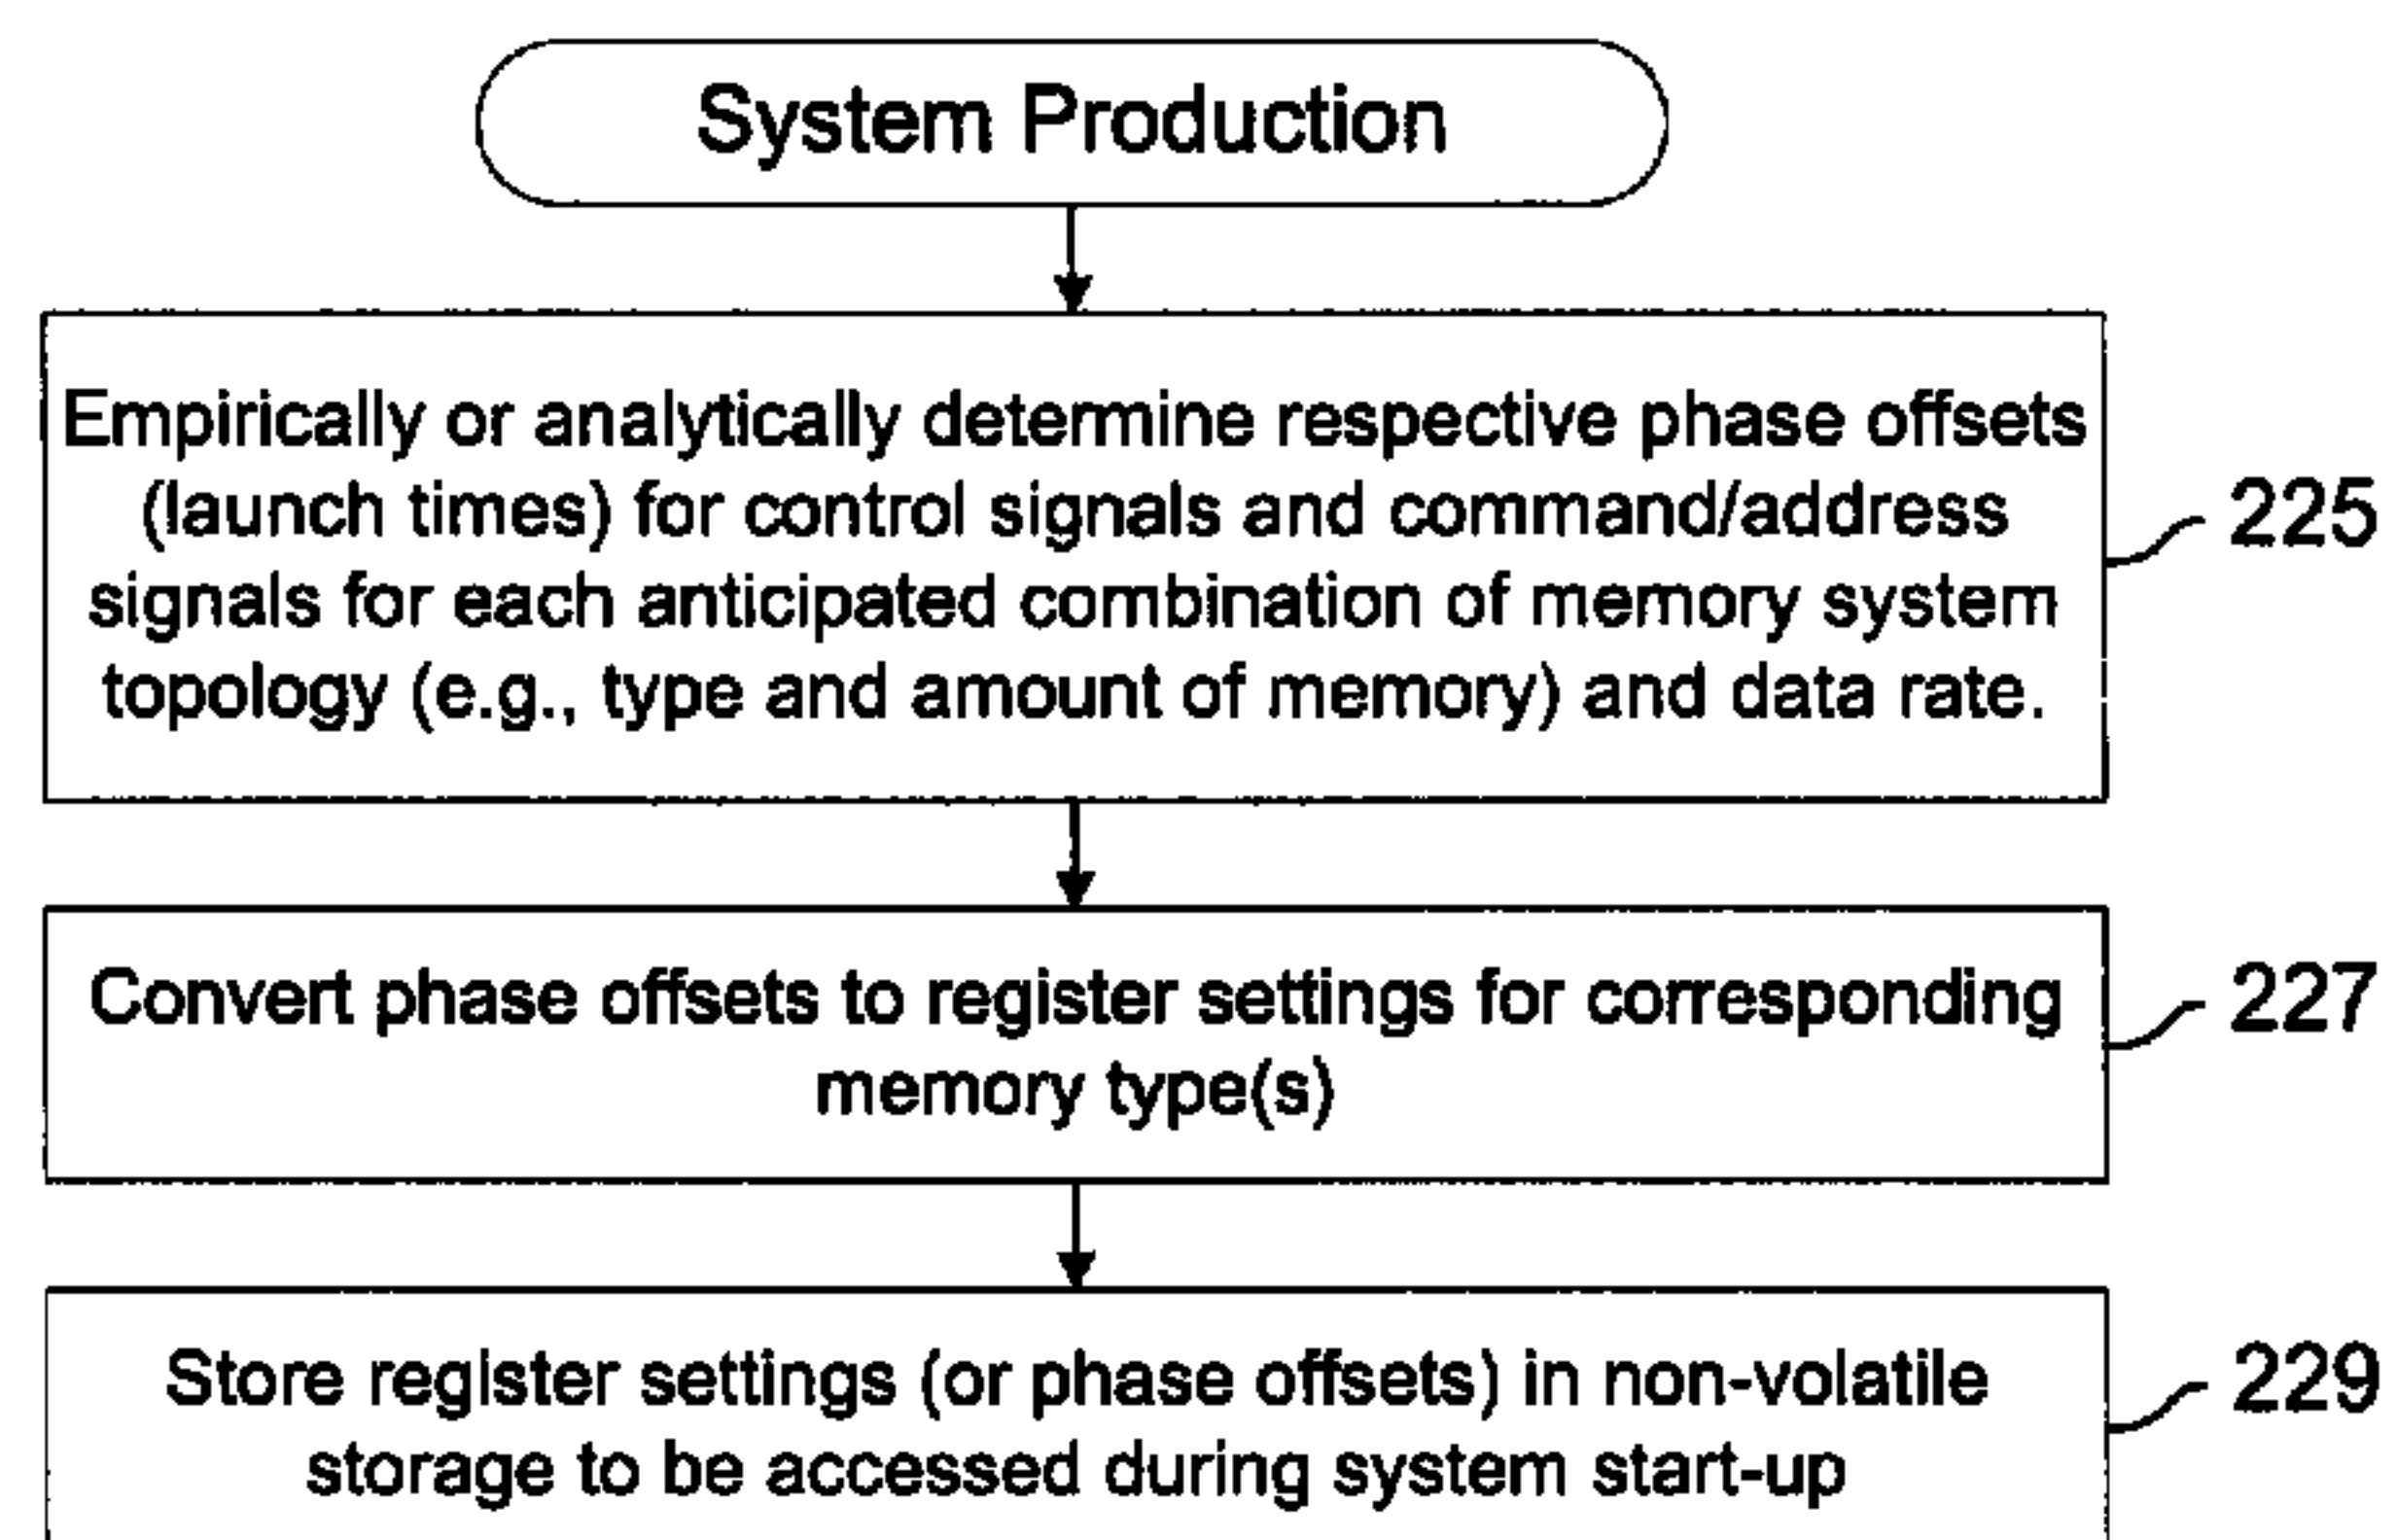 System Production
Empirically or analytically determine respective phase offsets
(launch times) for control signals and command/address
signals for each anticipated combination of memory system
topology (e.g., type and amount of memory) and data rate.
225
Convert phase offsets to register settings for corresponding
memory type(s)
227
Store register settings (or phase offsets) in non-volatile
storage to be accessed during system start-up
229